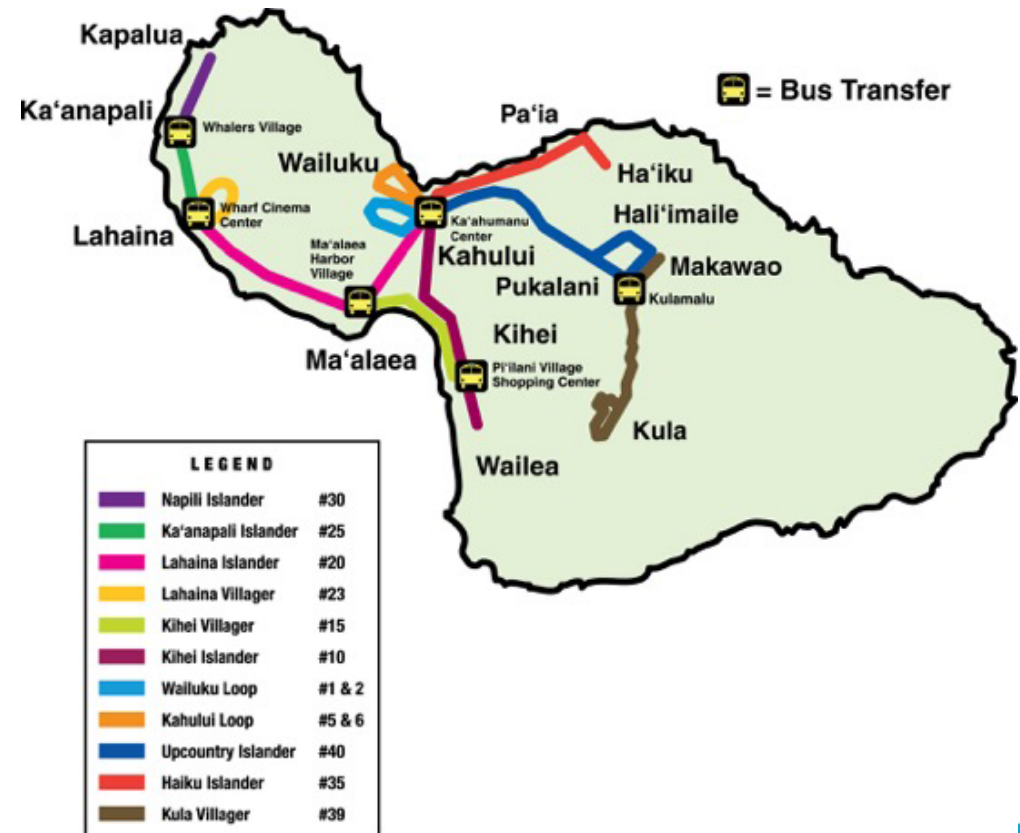 Kapalua
= Bus Transfer
Ka‘anapali
Whalers Village
Pa‘ia
Wailuku
Ha‘iku
Wharf Cinema
Center
Hali‘imaile
Lahaina
Ka‘ahumanu
Center
Ma‘alaea
Harbor
Village
Kahului
Makawao
Pukalani
Kulamalu
Kihei
Ma‘alaea
Pi‘ilani Village
Shopping Center
Kula
Wailea
LEGEND
Napili Islander #30
Ka‘anapali Islander #25
Lahaina Islander #20
Lahaina Villager #23
Kihei Villager #15
Kihei Islander #10
Wailuku Loop #1 & 2
Kahului Loop #5 & 6
Upcountry Islander #40
Haiku Islander #35
Kula Villager #39